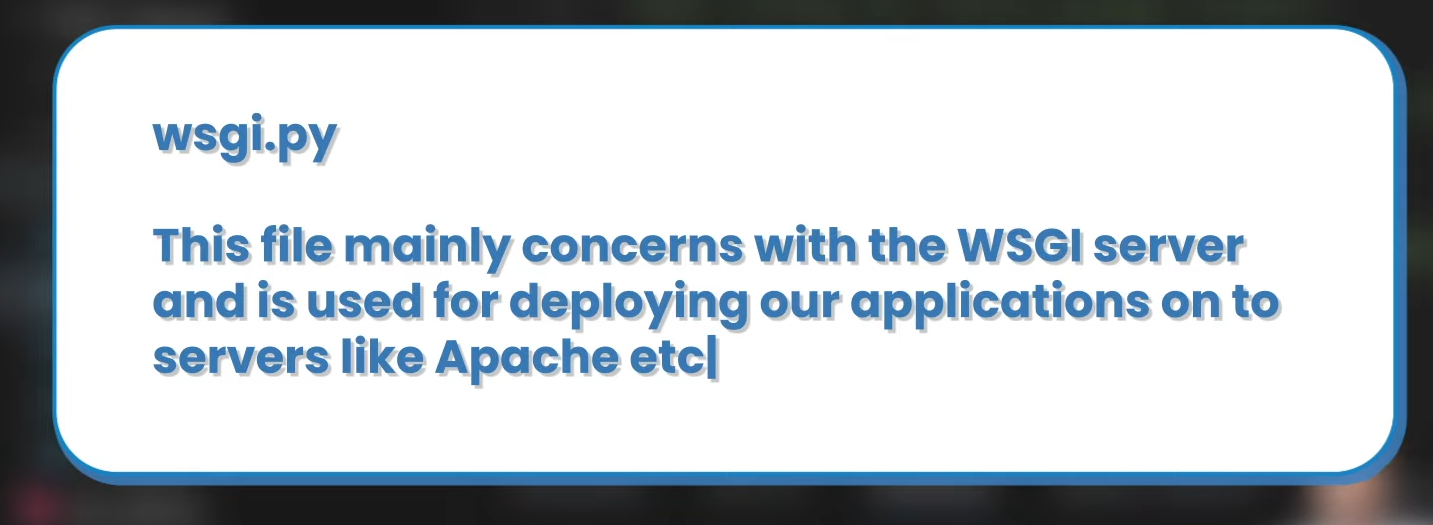 wsgi.py
This file mainly concerns with the WSGI server
and is used for deploying our applications on to
servers like Apache etc|